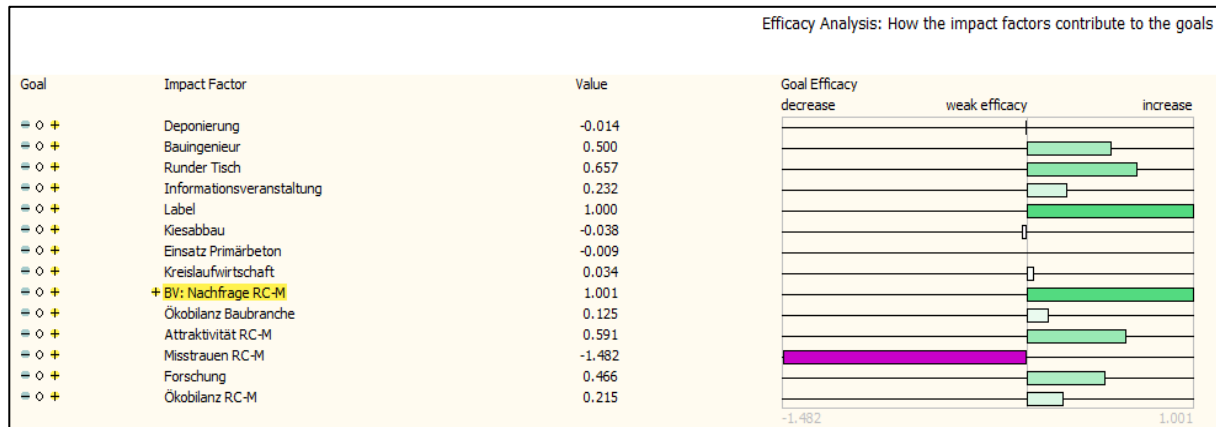 Efficacy Analysis: How the impact factors contribute to the goals
Goal Impact Factor Value Goal Efficacy
decrease weak efficacy increase
- o + Deponierung -0.014
- o + Bauingenieur 0.500
- o + Runder Tisch 0.657
- o + Informationsveranstaltung 0.232
- o + Label 1.000
- o + Kiesabbau -0.038
- o + Einsatz Primärbeton -0.009
- o + Kreislaufwirtschaft 0.034
- o + + BV: Nachfrage RC-M 1.001
- o + Ökobilanz Baubranche 0.125
- o + Attraktivität RC-M 0.591
- o + Misstrauen RC-M -1.482
- o + Forschung 0.466
- o + Ökobilanz RC-M 0.215
-1.482 1.001